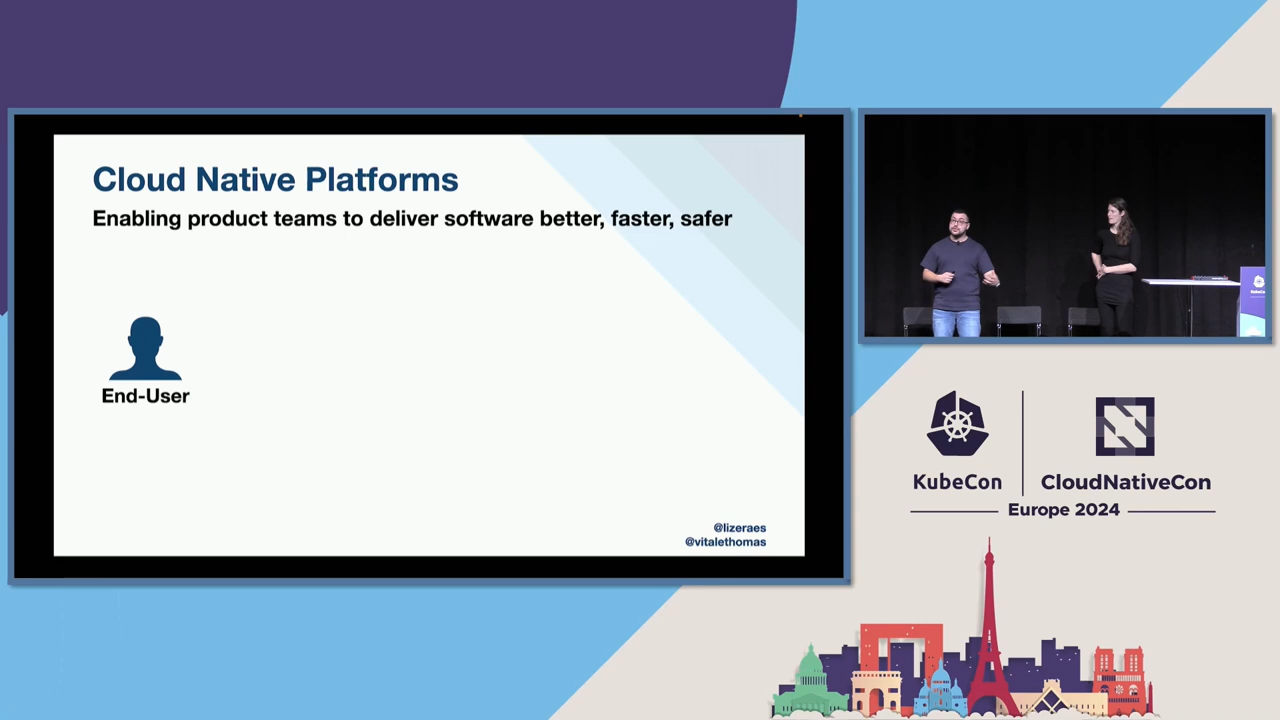 Cloud Native Platforms
Enabling product teams to deliver software better, faster, safer
End-User
@lizeraes
@vitalethomas
KubeCon
CloudNativeCon
Europe 2024